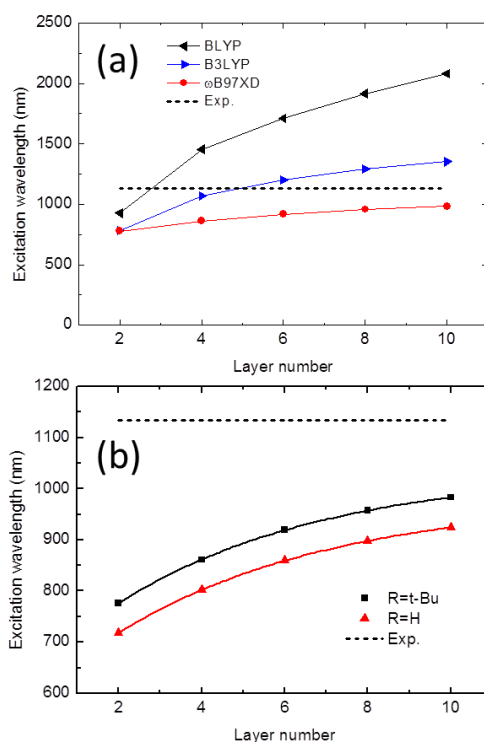 2500
(a)
BLYP
B3LYP
ωB97XD
Exp.
2000
1500
1000
500
0
Excitation wavelength (nm)
2 4 6 8 10
Layer number
1200
(b)
1100
1000
900
800
700
600
Excitation wavelength (nm)
R=t-Bu
R=H
Exp.
2 4 6 8 10
Layer number